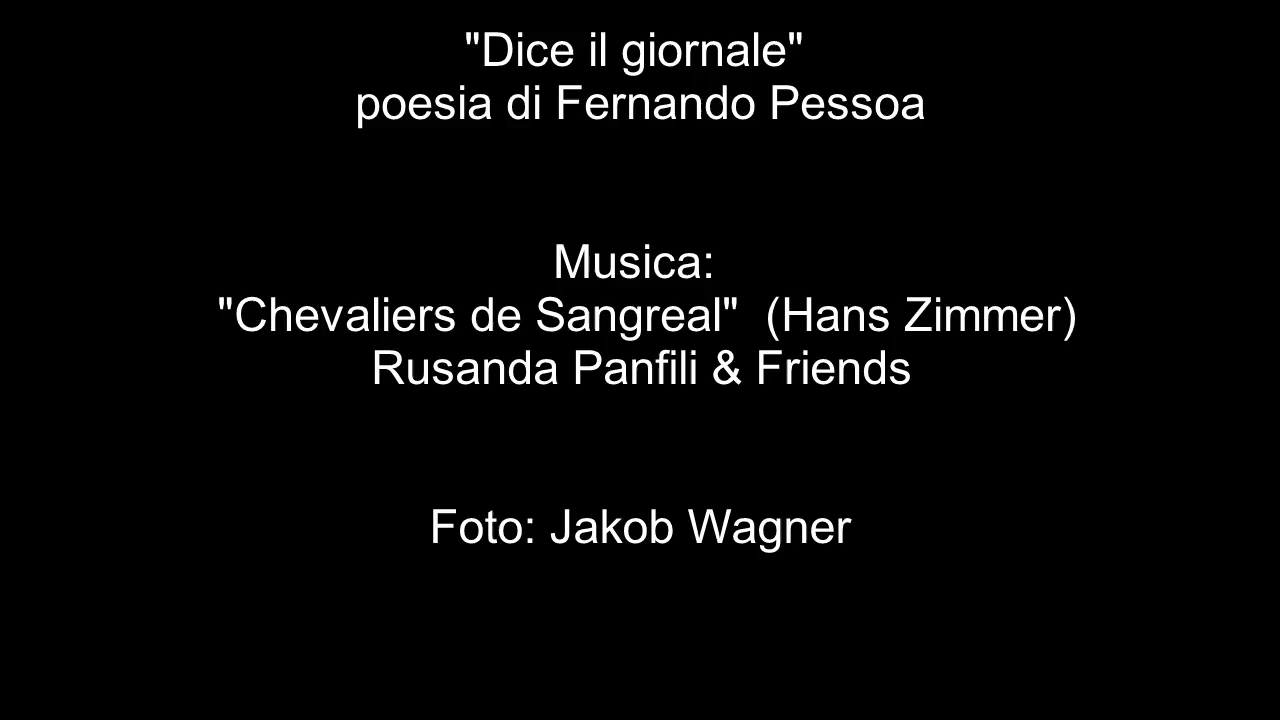 "Dice il giornale"
poesia di Fernando Pessoa
Musica:
"Chevaliers de Sangreal"  (Hans Zimmer)
Rusanda Panfili & Friends
Foto: Jakob Wagner